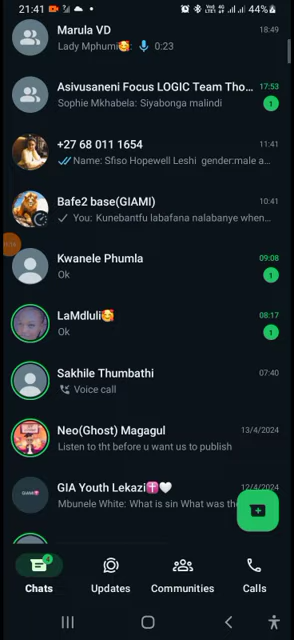 21:41 44%
Marula VD 18:49
Lady Mphumi🥰: 0:23
Asivusaneni Focus LOGIC Team Tho... 17:53
Sophie Mkhabela: Siyabonga malindi 1
+27 68 011 1654 11:41
Name: Sfiso Hopewell Leshi gender:male a...
Bafe2 base(GIAMI) 10:41
You: Kunebantfu labafana nalabanye when...
Kwanele Phumla 09:08
Ok 1
LaMdluli🥰 08:17
Ok 1
Sakhile Thumbathi 07:40
Voice call
Neo(Ghost) Magagul 13/4/2024
Listen to tht before u want us to publish
GIA Youth Lekazi✝️🤍 12/4/2024
Mbunele White: What is sin What was the
4
Chats Updates Communities Calls